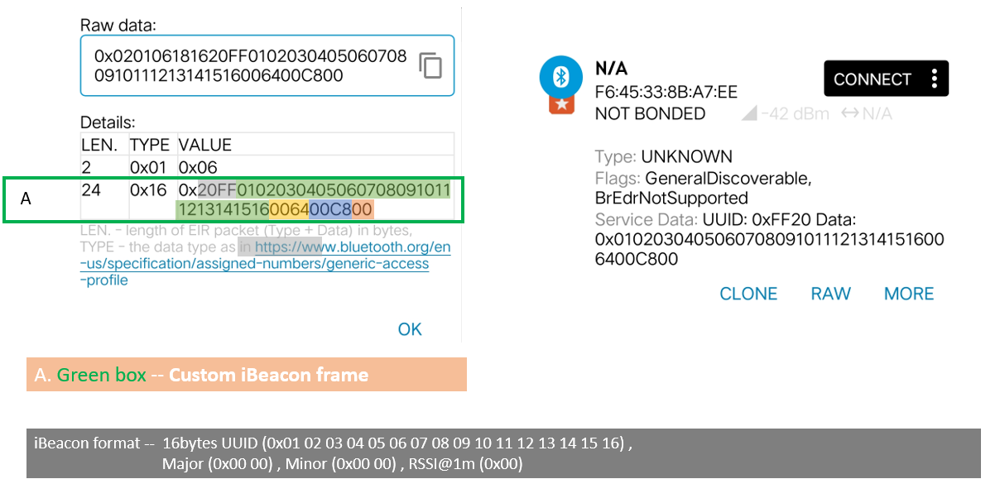 Raw data:
0x020106181620FF0102030405060708
0910111213141516006400C800
Details:
LEN. TYPE VALUE
2 0x01 0x06
A
24 0x16 0x20FF0102030405060708091011
1213141516006400C800
LEN. - length of EIR packet (Type + Data) in bytes,
TYPE - the data type as in https://www.bluetooth.org/en
-us/specification/assigned-numbers/generic-access
-profile
OK
N/A
F6:45:33:8B:A7:EE
NOT BONDED
-42 dBm
N/A
CONNECT
Type: UNKNOWN
Flags: GeneralDiscoverable,
BrEdrNotSupported
Service Data: UUID: 0xFF20 Data:
0x0102030405060708091011121314151600
6400C800
CLONE RAW MORE
A. Green box -- Custom iBeacon frame
iBeacon format -- 16bytes UUID (0x01 02 03 04 05 06 07 08 09 10 11 12 13 14 15 16) ,
Major (0x00 00) , Minor (0x00 00) , RSSI@1m (0x00)